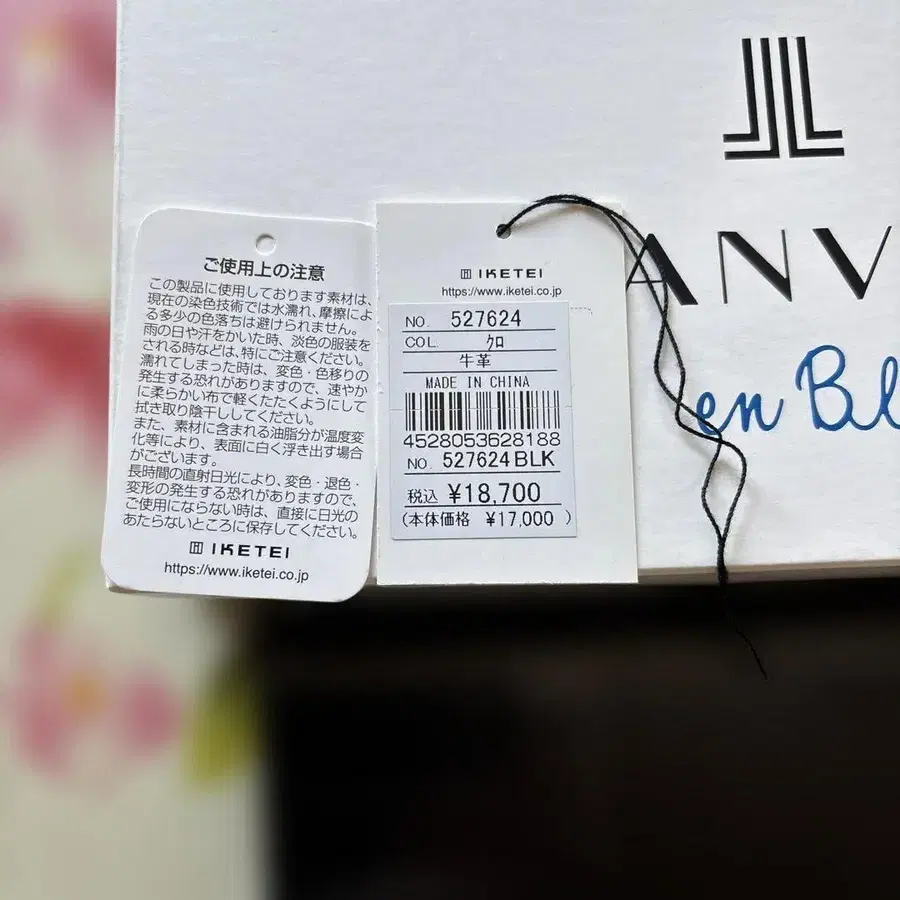 ANV
en Bl
ご使用上の注意
この製品に使用しております素材は、
現在の染色技術では水濡れ、摩擦によ
る多少の色落ちは避けられません。
雨の日や汗をかいた時、淡色の服装を
される時などは、特にご注意ください。
濡れてしまった時は、変色・色移りの
発生する恐れがありますので、速やか
に柔らかい布で軽くたたくようにして
拭き取り陰干ししてください。
また、素材に含まれる油脂分が温度変
化等により、表面に白く浮き出す場合
がございます。
長時間の直射日光により、変色・退色・
変形の発生する恐れがありますので、
ご使用にならない時は、直接に日光の
あたらないところに保存してください。
IKETEI
https://www.iketei.co.jp
IKETEI
https://www.iketei.co.jp
NO. 527624
COL. クロ
牛革
MADE IN CHINA
4528053628188
NO. 527624BLK
税込 ¥18,700
(本体価格 ¥17,000 )